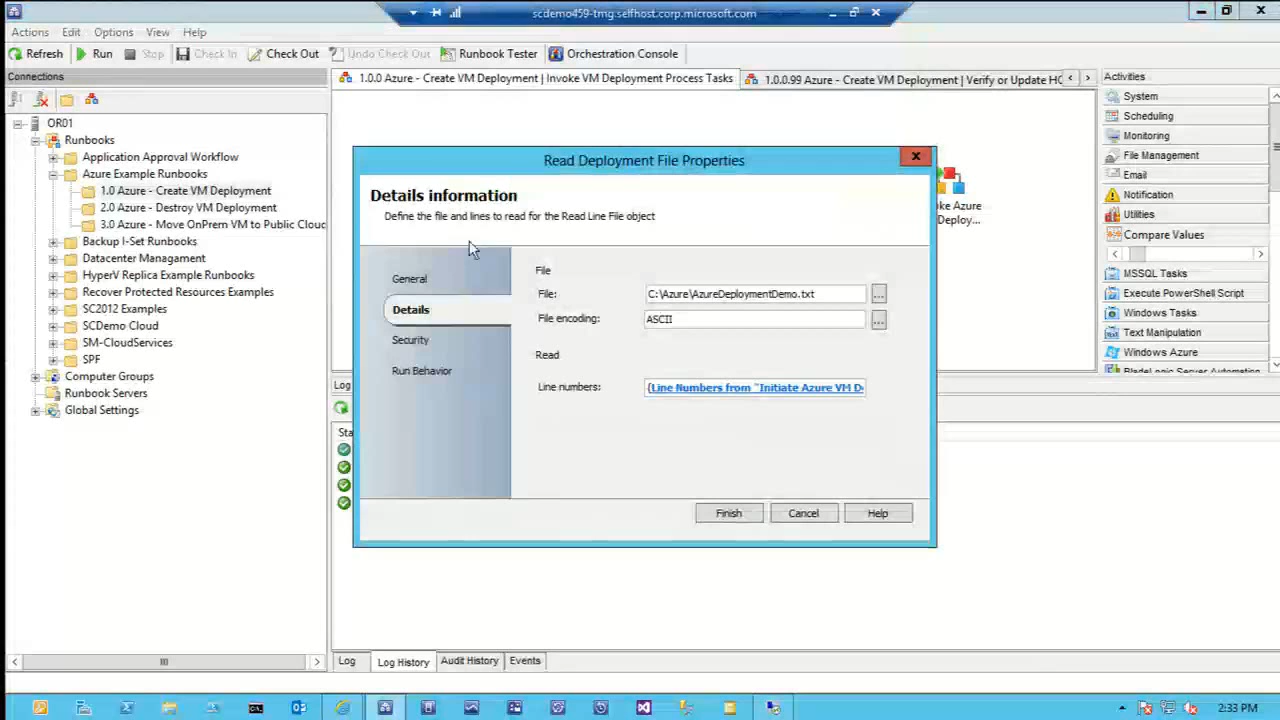 scdemo459-tmg.selfhost.corp.microsoft.com
Actions Edit Options View Help
Refresh Run Stop Check In Check Out Undo Check Out Runbook Tester Orchestration Console
Connections
OR01
Runbooks
Application Approval Workflow
Azure Example Runbooks
1.0 Azure - Create VM Deployment
2.0 Azure - Destroy VM Deployment
3.0 Azure - Move OnPrem VM to Public Cloud
Backup I-Set Runbooks
Datacenter Managament
HyperV Replica Example Runbooks
Recover Protected Resources Examples
SC2012 Examples
SCDemo Cloud
SM-CloudServices
SPF
Computer Groups
Runbook Servers
Global Settings
1.0.0 Azure - Create VM Deployment | Invoke VM Deployment Process Tasks
1.0.0.99 Azure - Create VM Deployment | Verify or Update HC
Read Deployment File Properties
Details information
Define the file and lines to read for the Read Line File object
General
Details
Security
Run Behavior
File
File: C:\Azure\AzureDeploymentDemo.txt ...
File encoding: ASCII ...
Read
Line numbers: {Line Numbers from "Initiate Azure VM D
Finish Cancel Help
ke Azure
Deploy...
Log
Sta
Log Log History Audit History Events
Activities
System
Scheduling
Monitoring
File Management
Email
Notification
Utilities
Compare Values
MSSQL Tasks
Execute PowerShell Script
Windows Tasks
Text Manipulation
Windows Azure
BladeLogic Server Automation
2:33 PM